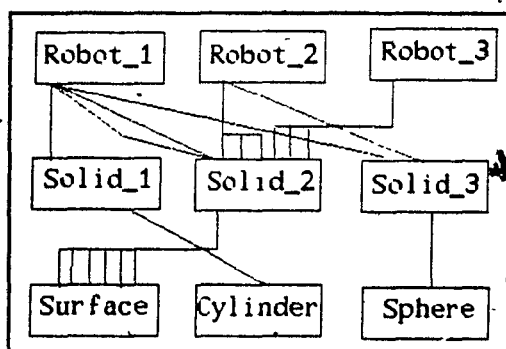 Robot_1 Robot_2 Robot_3
Solid_1 Solid_2 Solid_3
Surface Cylinder Sphere